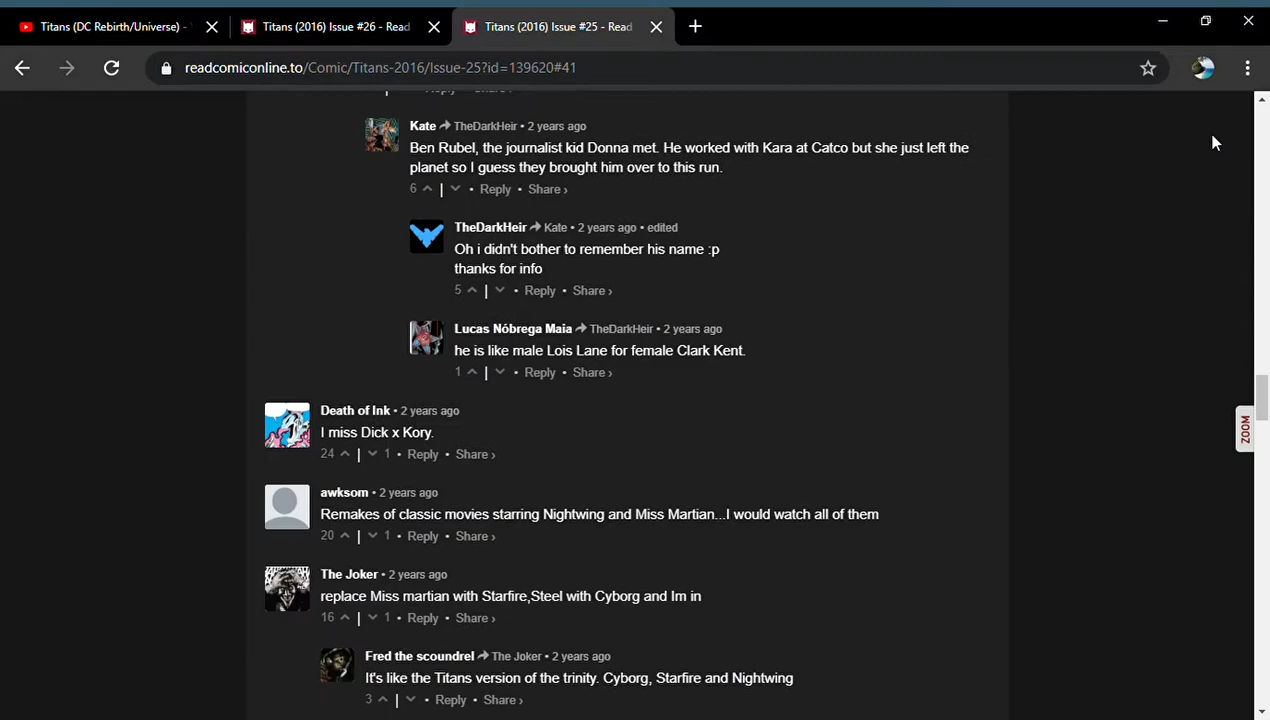 Titans (DC Rebirth/Universe) -
Titans (2016) Issue #26 - Read
Titans (2016) Issue #25 - Read
readcomiconline.to/Comic/Titans-2016/Issue-25?id=139620#41
Reply • Share ›
Kate TheDarkHeir • 2 years ago
Ben Rubel, the journalist kid Donna met. He worked with Kara at Catco but she just left the
planet so I guess they brought him over to this run.
6 | • Reply • Share ›
TheDarkHeir Kate • 2 years ago • edited
Oh i didn't bother to remember his name :p
thanks for info
5 | • Reply • Share ›
Lucas Nóbrega Maia TheDarkHeir • 2 years ago
he is like male Lois Lane for female Clark Kent.
1 | • Reply • Share ›
Death of Ink • 2 years ago
I miss Dick x Kory.
24 | 1 • Reply • Share ›
awksom • 2 years ago
Remakes of classic movies starring Nightwing and Miss Martian...I would watch all of them
20 | 1 • Reply • Share ›
The Joker • 2 years ago
replace Miss martian with Starfire,Steel with Cyborg and Im in
16 | 1 • Reply • Share ›
Fred the scoundrel The Joker • 2 years ago
It's like the Titans version of the trinity. Cyborg, Starfire and Nightwing
3 | • Reply • Share ›
ZOOM